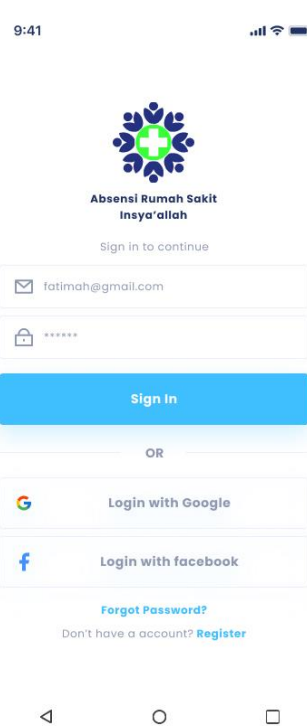 9:41
Absensi Rumah Sakit
Insya’allah
Sign in to continue
fatimah@gmail.com
******
Sign In
OR
Login with Google
Login with facebook
Forgot Password?
Don’t have a account? Register